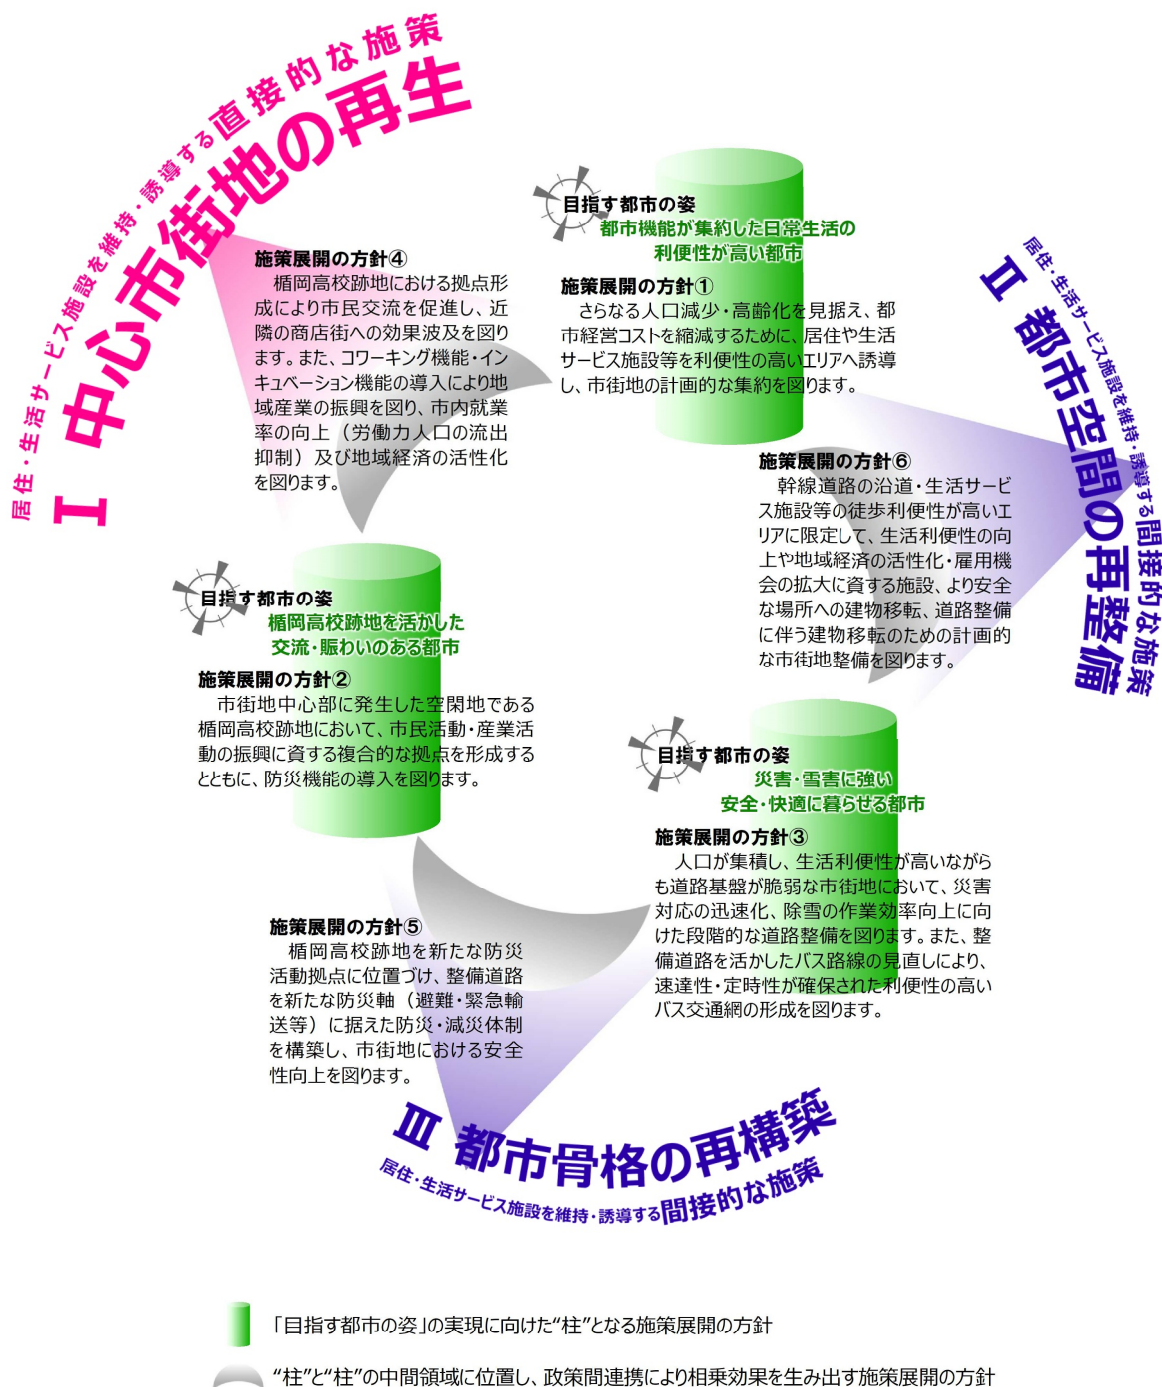 居住・生活サービス施設を維持・誘導する直接的な施策
Ⅰ 中心市街地の再生
目指す都市の姿
都市機能が集約した日常生活の
利便性が高い都市
施策展開の方針①
さらなる人口減少・高齢化を見据え、都
市経営コストを縮減するために、居住や生活
サービス施設等を利便性の高いエリアへ誘導
し、市街地の計画的な集約を図ります。
施策展開の方針④
楯岡高校跡地における拠点形
成により市民交流を促進し、近
隣の商店街への効果波及を図り
ます。また、コワーキング機能・イン
キュベーション機能の導入により地
域産業の振興を図り、市内就業
率の向上（労働力人口の流出
抑制）及び地域経済の活性化
を図ります。
居住・生活サービス施設を維持・誘導する間接的な施策
Ⅱ 都市空間の再整備
施策展開の方針⑥
幹線道路の沿道・生活サービ
ス施設等の徒歩利便性が高いエ
リアに限定して、生活利便性の向
上や地域経済の活性化・雇用機
会の拡大に資する施設、より安全
な場所への建物移転、道路整備
に伴う建物移転のための計画的
な市街地整備を図ります。
目指す都市の姿
楯岡高校跡地を活かした
交流・賑わいのある都市
施策展開の方針②
市街地中心部に発生した空閑地である
楯岡高校跡地において、市民活動・産業活
動の振興に資する複合的な拠点を形成する
とともに、防災機能の導入を図ります。
目指す都市の姿
災害・雪害に強い
安全・快適に暮らせる都市
施策展開の方針③
人口が集積し、生活利便性が高いながら
も道路基盤が脆弱な市街地において、災害
対応の迅速化、除雪の作業効率向上に向
けた段階的な道路整備を図ります。また、整
備道路を活かしたバス路線の見直しにより、
速達性・定時性が確保された利便性の高い
バス交通網の形成を図ります。
施策展開の方針⑤
楯岡高校跡地を新たな防災
活動拠点に位置づけ、整備道路
を新たな防災軸（避難・緊急輸
送等）に据えた防災・減災体制
を構築し、市街地における安全
性向上を図ります。
Ⅲ 都市骨格の再構築
居住・生活サービス施設を維持・誘導する間接的な施策
「目指す都市の姿」の実現に向けた“柱”となる施策展開の方針
“柱”と“柱”の中間領域に位置し、政策間連携により相乗効果を生み出す施策展開の方針